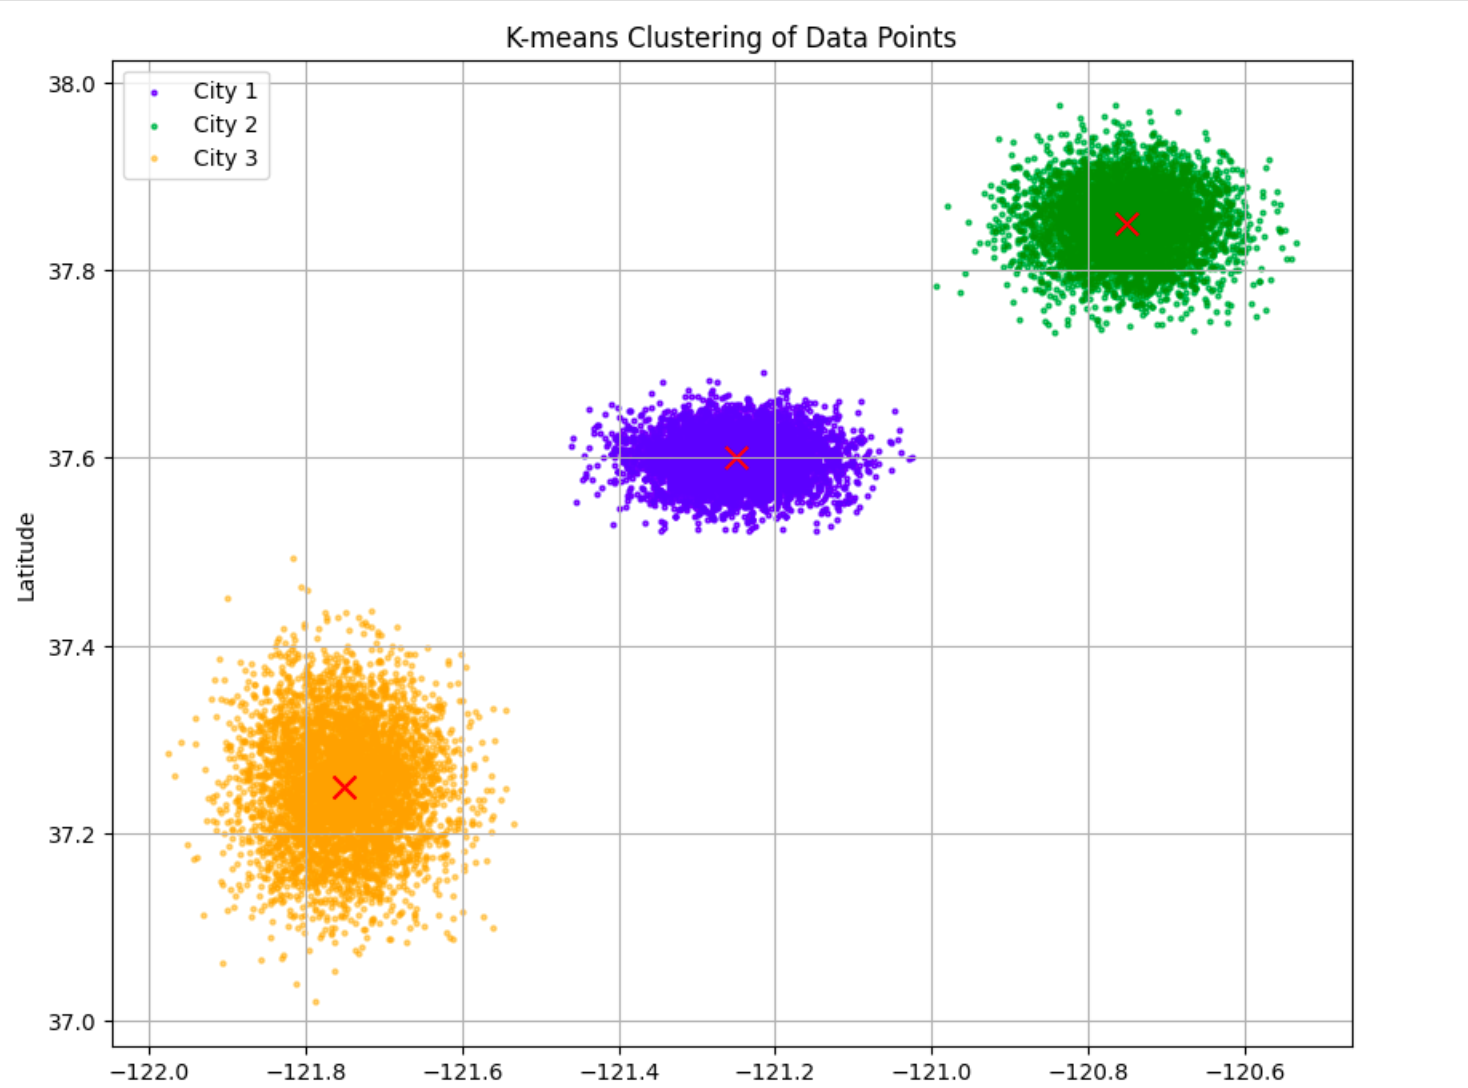 K-means Clustering of Data Points
City 1
City 2
City 3
38.0
37.8
37.6
37.4
37.2
37.0
Latitude
−122.0 −121.8 −121.6 −121.4 −121.2 −121.0 −120.8 −120.6